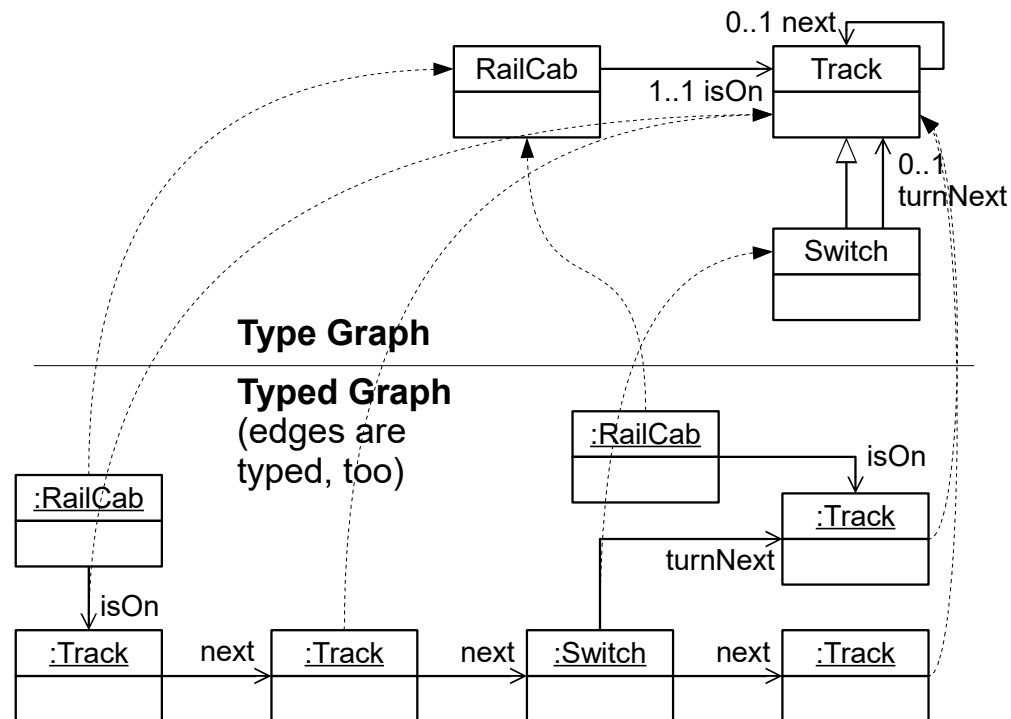 0..1 next
RailCab
Track
1..1 isOn
0..1
turnNext
Switch
Type Graph
Typed Graph
(edges are
typed, too)
:RailCab
isOn
:RailCab
:Track
turnNext
isOn
:Track
next
:Track
next
:Switch
next
:Track